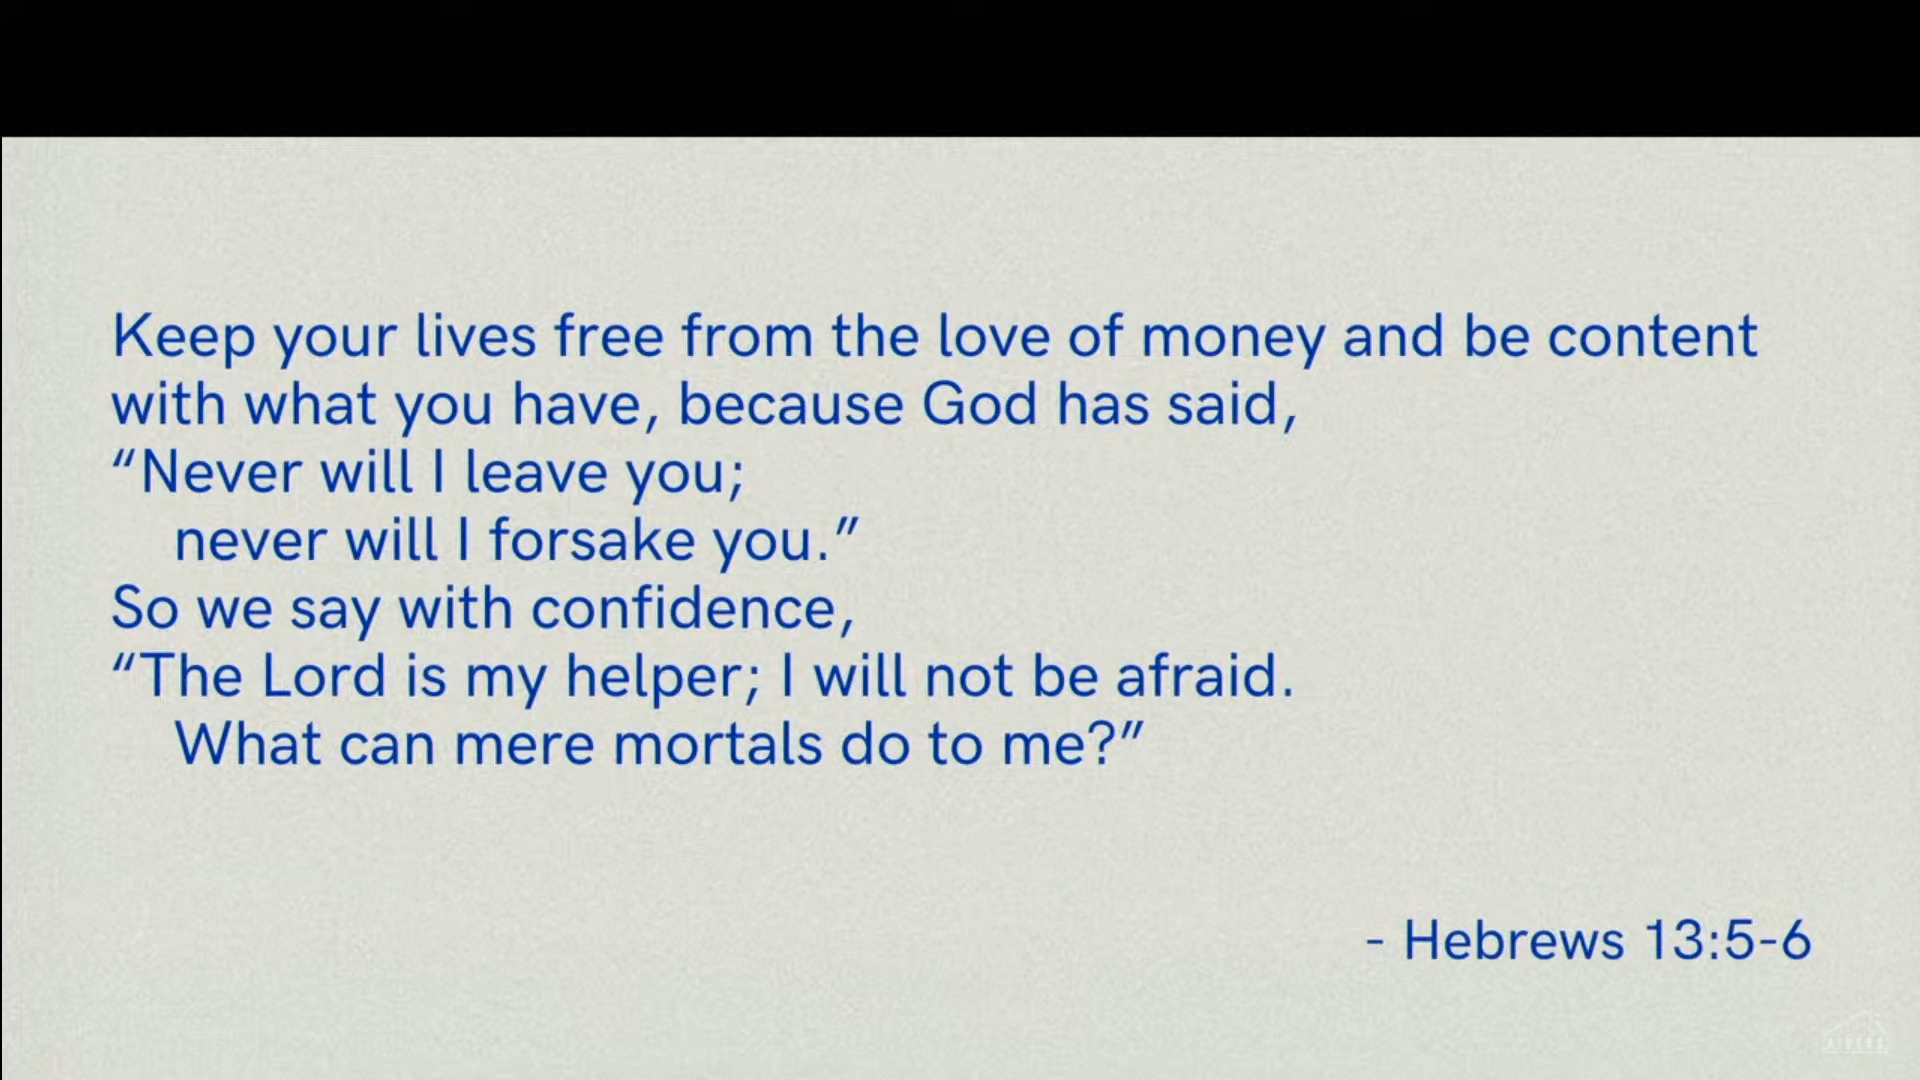 Keep your lives free from the love of money and be content
with what you have, because God has said,
“Never will I leave you;
never will I forsake you.”
So we say with confidence,
“The Lord is my helper; I will not be afraid.
What can mere mortals do to me?”
- Hebrews 13:5-6